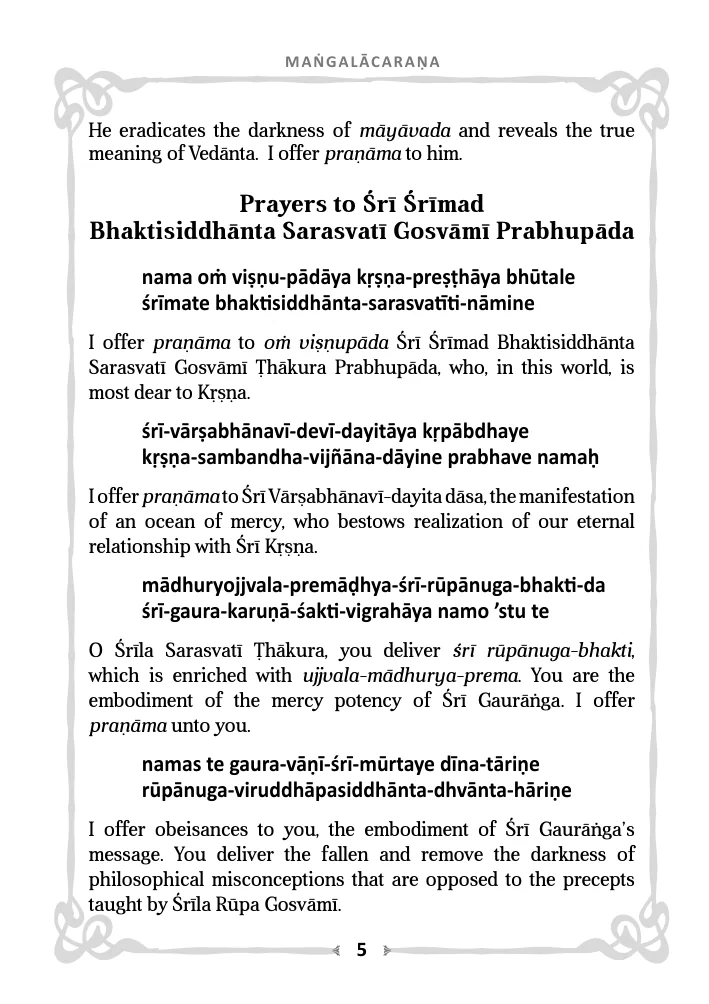 MAṄGALĀCARAṆA
He eradicates the darkness of māyāvada and reveals the true
meaning of Vedānta. I offer praṇāma to him.
Prayers to Śrī Śrīmad
Bhaktisiddhānta Sarasvatī Gosvāmī Prabhupāda
nama oṁ viṣṇu-pādāya kṛṣṇa-preṣṭhāya bhūtale
śrīmate bhaktisiddhānta-sarasvatīti-nāmine
I offer praṇāma to oṁ viṣṇupāda Śrī Śrīmad Bhaktisiddhānta
Sarasvatī Gosvāmī Ṭhākura Prabhupāda, who, in this world, is
most dear to Kṛṣṇa.
śrī-vārṣabhānavī-devī-dayitāya kṛpābdhaye
kṛṣṇa-sambandha-vijñāna-dāyine prabhave namaḥ
I offer praṇāma to Śrī Vārṣabhānavī-dayita dāsa, the manifestation
of an ocean of mercy, who bestows realization of our eternal
relationship with Śrī Kṛṣṇa.
mādhuryojjvala-premāḍhya-śrī-rūpānuga-bhakti-da
śrī-gaura-karuṇā-śakti-vigrahāya namo ’stu te
O Śrīla Sarasvatī Ṭhākura, you deliver śrī rūpānuga-bhakti,
which is enriched with ujjvala-mādhurya-prema. You are the
embodiment of the mercy potency of Śrī Gaurāṅga. I offer
praṇāma unto you.
namas te gaura-vāṇī-śrī-mūrtaye dīna-tāriṇe
rūpānuga-viruddhāpasiddhānta-dhvānta-hāriṇe
I offer obeisances to you, the embodiment of Śrī Gaurāṅga’s
message. You deliver the fallen and remove the darkness of
philosophical misconceptions that are opposed to the precepts
taught by Śrīla Rūpa Gosvāmī.
5